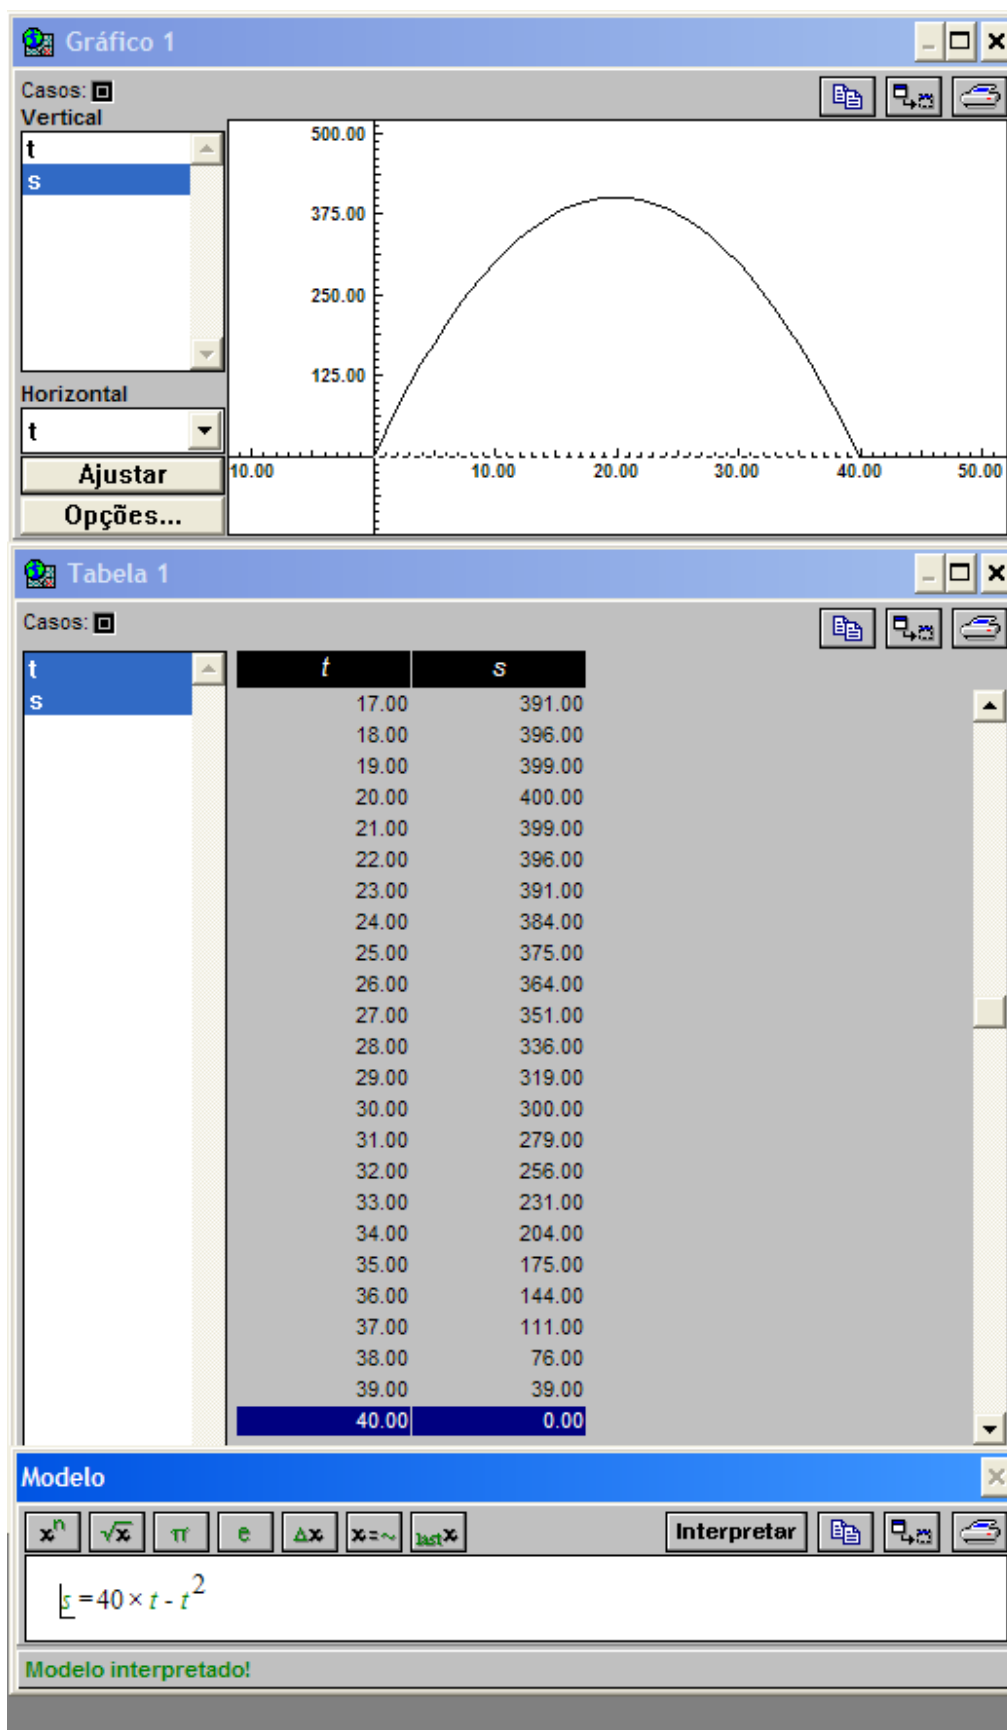 Gráfico 1
Casos:
Vertical
t
s
Horizontal
t
Ajustar
Opções...
500.00
375.00
250.00
125.00
10.00 10.00 20.00 30.00 40.00 50.00
Tabela 1
Casos:
t
s
t s
17.00 391.00
18.00 396.00
19.00 399.00
20.00 400.00
21.00 399.00
22.00 396.00
23.00 391.00
24.00 384.00
25.00 375.00
26.00 364.00
27.00 351.00
28.00 336.00
29.00 319.00
30.00 300.00
31.00 279.00
32.00 256.00
33.00 231.00
34.00 204.00
35.00 175.00
36.00 144.00
37.00 111.00
38.00 76.00
39.00 39.00
40.00 0.00
Modelo
xⁿ √x π e Δx x=~ last x Interpretar
s = 40 × t - t²
Modelo interpretado!